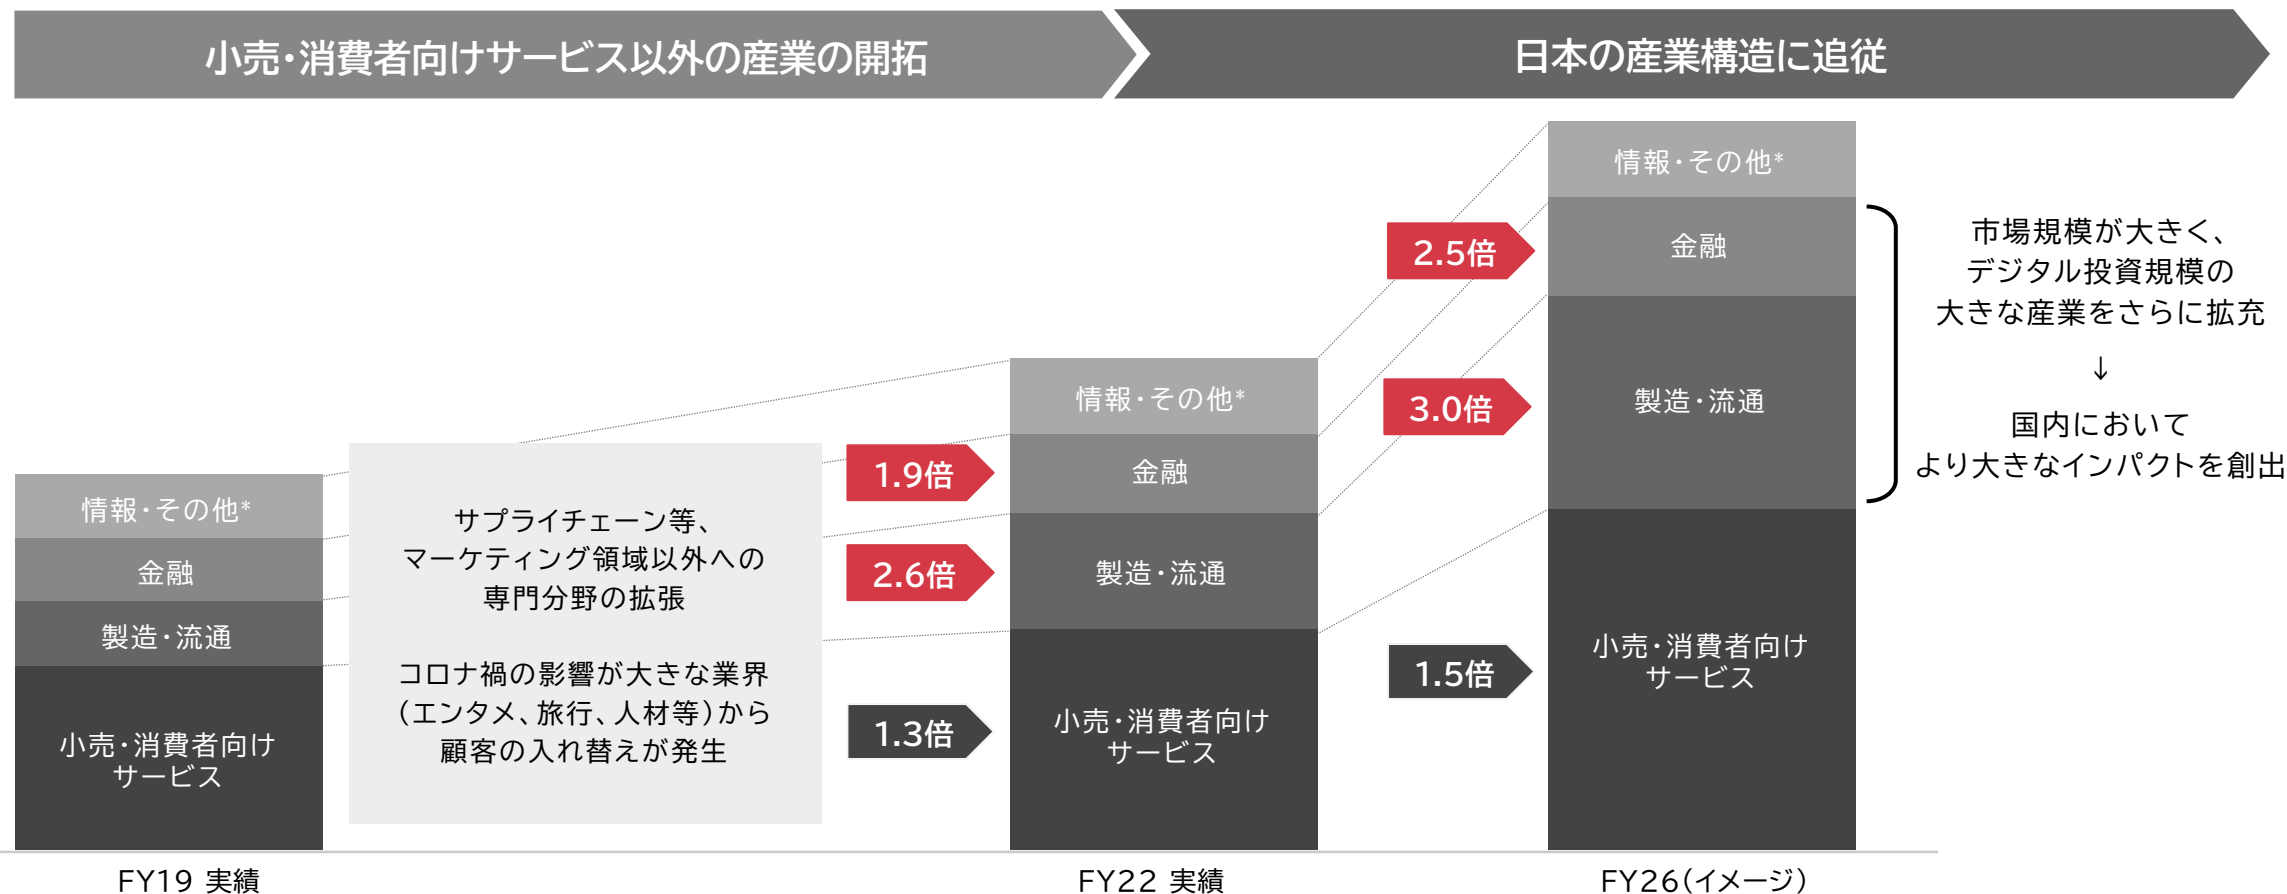 小売・消費者向けサービス以外の産業の開拓
日本の産業構造に追従
情報・その他*
金融
製造・流通
小売・消費者向け
サービス
FY19 実績
サプライチェーン等、
マーケティング領域以外への
専門分野の拡張
コロナ禍の影響が大きな業界
（エンタメ、旅行、人材等）から
顧客の入れ替えが発生
1.9倍
2.6倍
1.3倍
情報・その他*
金融
製造・流通
小売・消費者向け
サービス
FY22 実績
2.5倍
3.0倍
1.5倍
情報・その他*
金融
製造・流通
小売・消費者向け
サービス
FY26（イメージ）
市場規模が大きく、
デジタル投資規模の
大きな産業をさらに拡充
↓
国内において
より大きなインパクトを創出